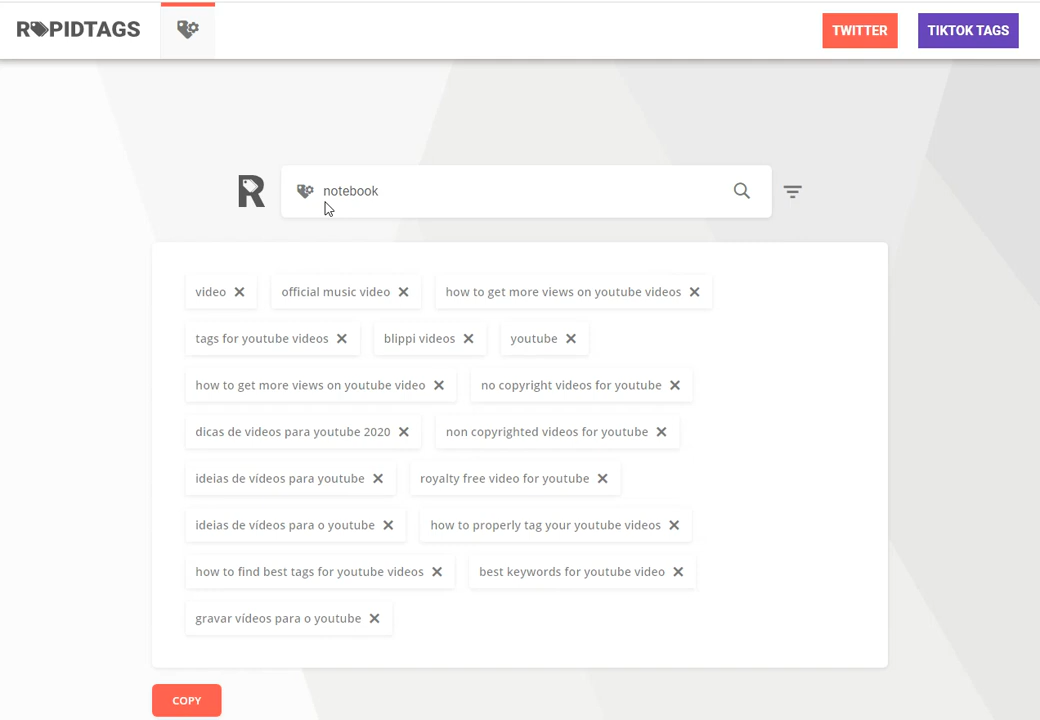 RAPIDTAGS
TWITTER
TIKTOK TAGS
R
notebook
video
official music video
how to get more views on youtube videos
tags for youtube videos
blippi videos
youtube
how to get more views on youtube video
no copyright videos for youtube
dicas de videos para youtube 2020
non copyrighted videos for youtube
ideias de vídeos para youtube
royalty free video for youtube
ideias de vídeos para o youtube
how to properly tag your youtube videos
how to find best tags for youtube videos
best keywords for youtube video
gravar vídeos para o youtube
COPY